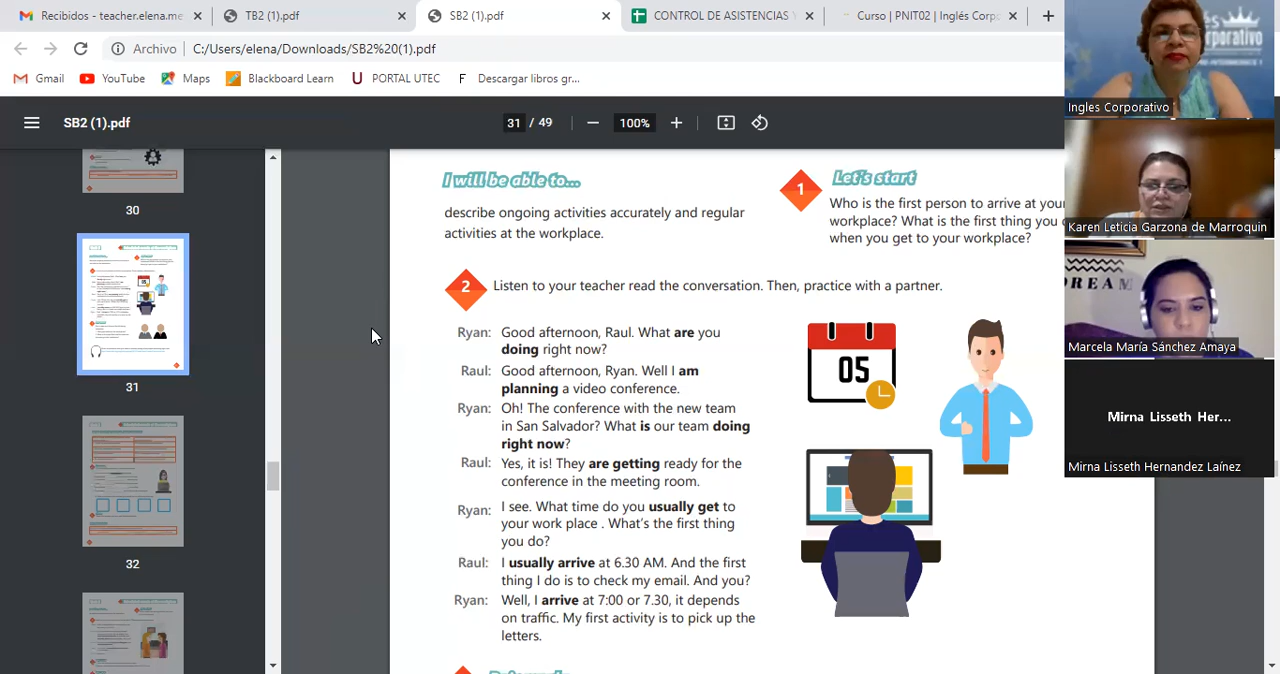 Recibidos - teacher.elena.me
TB2 (1).pdf
SB2 (1).pdf
CONTROL DE ASISTENCIAS Y
Curso | PNIT02 | Inglés Corpo
Archivo
C:/Users/elena/Downloads/SB2%20(1).pdf
Gmail
YouTube
Maps
Blackboard Learn
PORTAL UTEC
Descargar libros gr...
SB2 (1).pdf
31 / 49
100%
30
31
32
I will be able to...
describe ongoing activities accurately and regular
activities at the workplace.
1
Let's start
Who is the first person to arrive at your
workplace? What is the first thing you
when you get to your workplace?
2
Listen to your teacher read the conversation. Then, practice with a partner.
Ryan: Good afternoon, Raul. What are you
doing right now?
Raul: Good afternoon, Ryan. Well I am
planning a video conference.
Ryan: Oh! The conference with the new team
in San Salvador? What is our team doing
right now?
Raul: Yes, it is! They are getting ready for the
conference in the meeting room.
Ryan: I see. What time do you usually get to
your work place . What's the first thing
you do?
Raul: I usually arrive at 6.30 AM. And the first
thing I do is to check my email. And you?
Ryan: Well, I arrive at 7:00 or 7.30, it depends
on traffic. My first activity is to pick up the
letters.
05
Corporativo
Ingles Corporativo
Karen Leticia Garzona de Marroquin
DREAM
Marcela María Sánchez Amaya
Mirna Lisseth Her...
Mirna Lisseth Hernandez Laínez